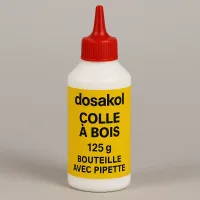 dosakol
COLLE
À BOIS
125 g
BOUTEILLE
AVEC PIPETTE